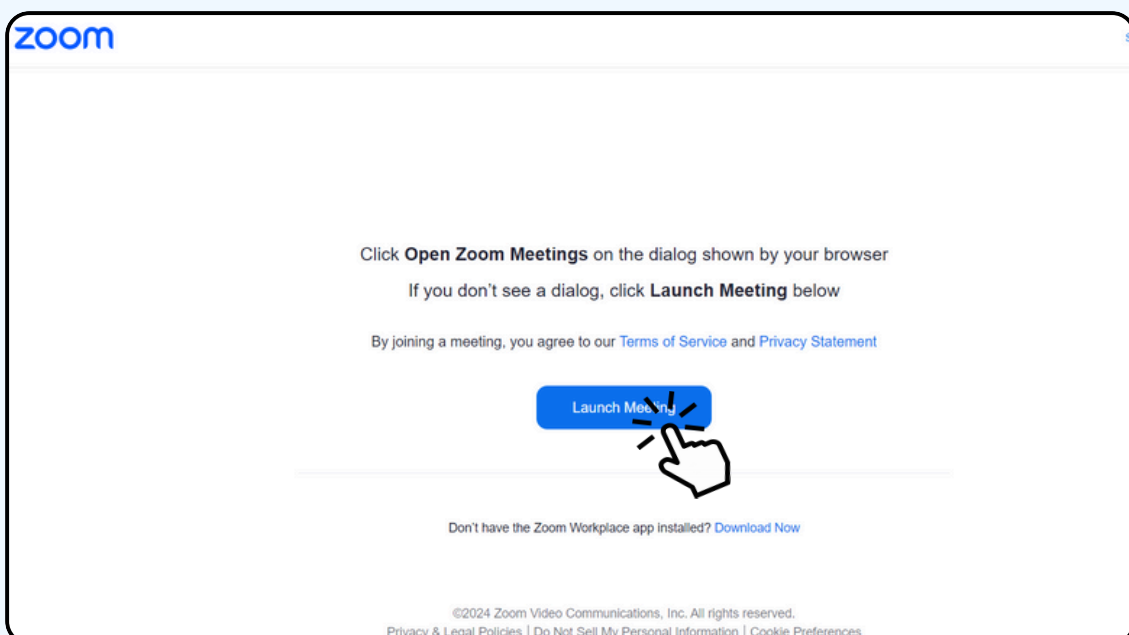 zoom
Click Open Zoom Meetings on the dialog shown by your browser
If you don't see a dialog, click Launch Meeting below
By joining a meeting, you agree to our Terms of Service and Privacy Statement
Launch Meeting
Don't have the Zoom Workplace app installed? Download Now
©2024 Zoom Video Communications, Inc. All rights reserved.
Privacy & Legal Policies | Do Not Sell My Personal Information | Cookie Preferences